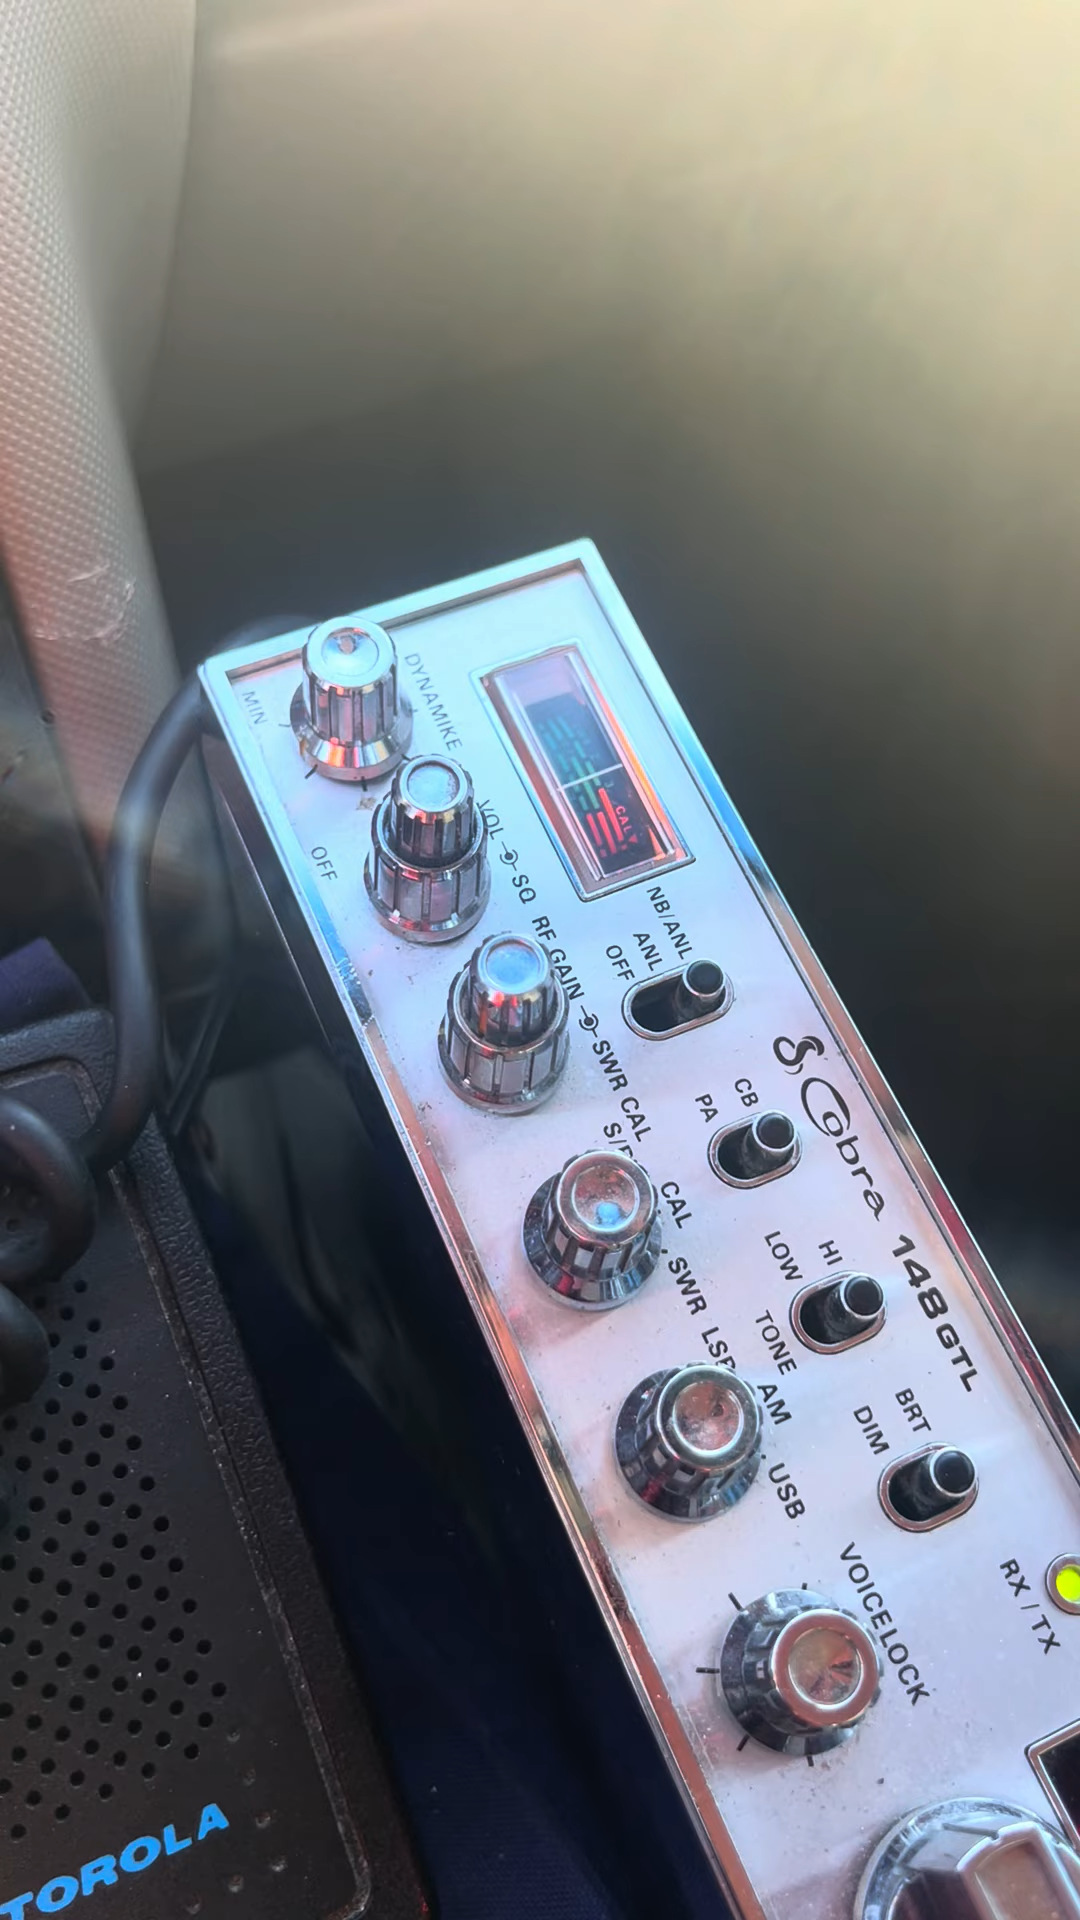 DYNAMIKE
MIN
VOL SQ
OFF
RF GAIN SWR CAL
NB/ANL
ANL
OFF
CAL
CB
PA
Cobra 148GTL
S/
CAL
SWR
HI
LOW
TONE
LSB
AM
USB
BRT
DIM
VOICELOCK
RX / TX
TOROLA